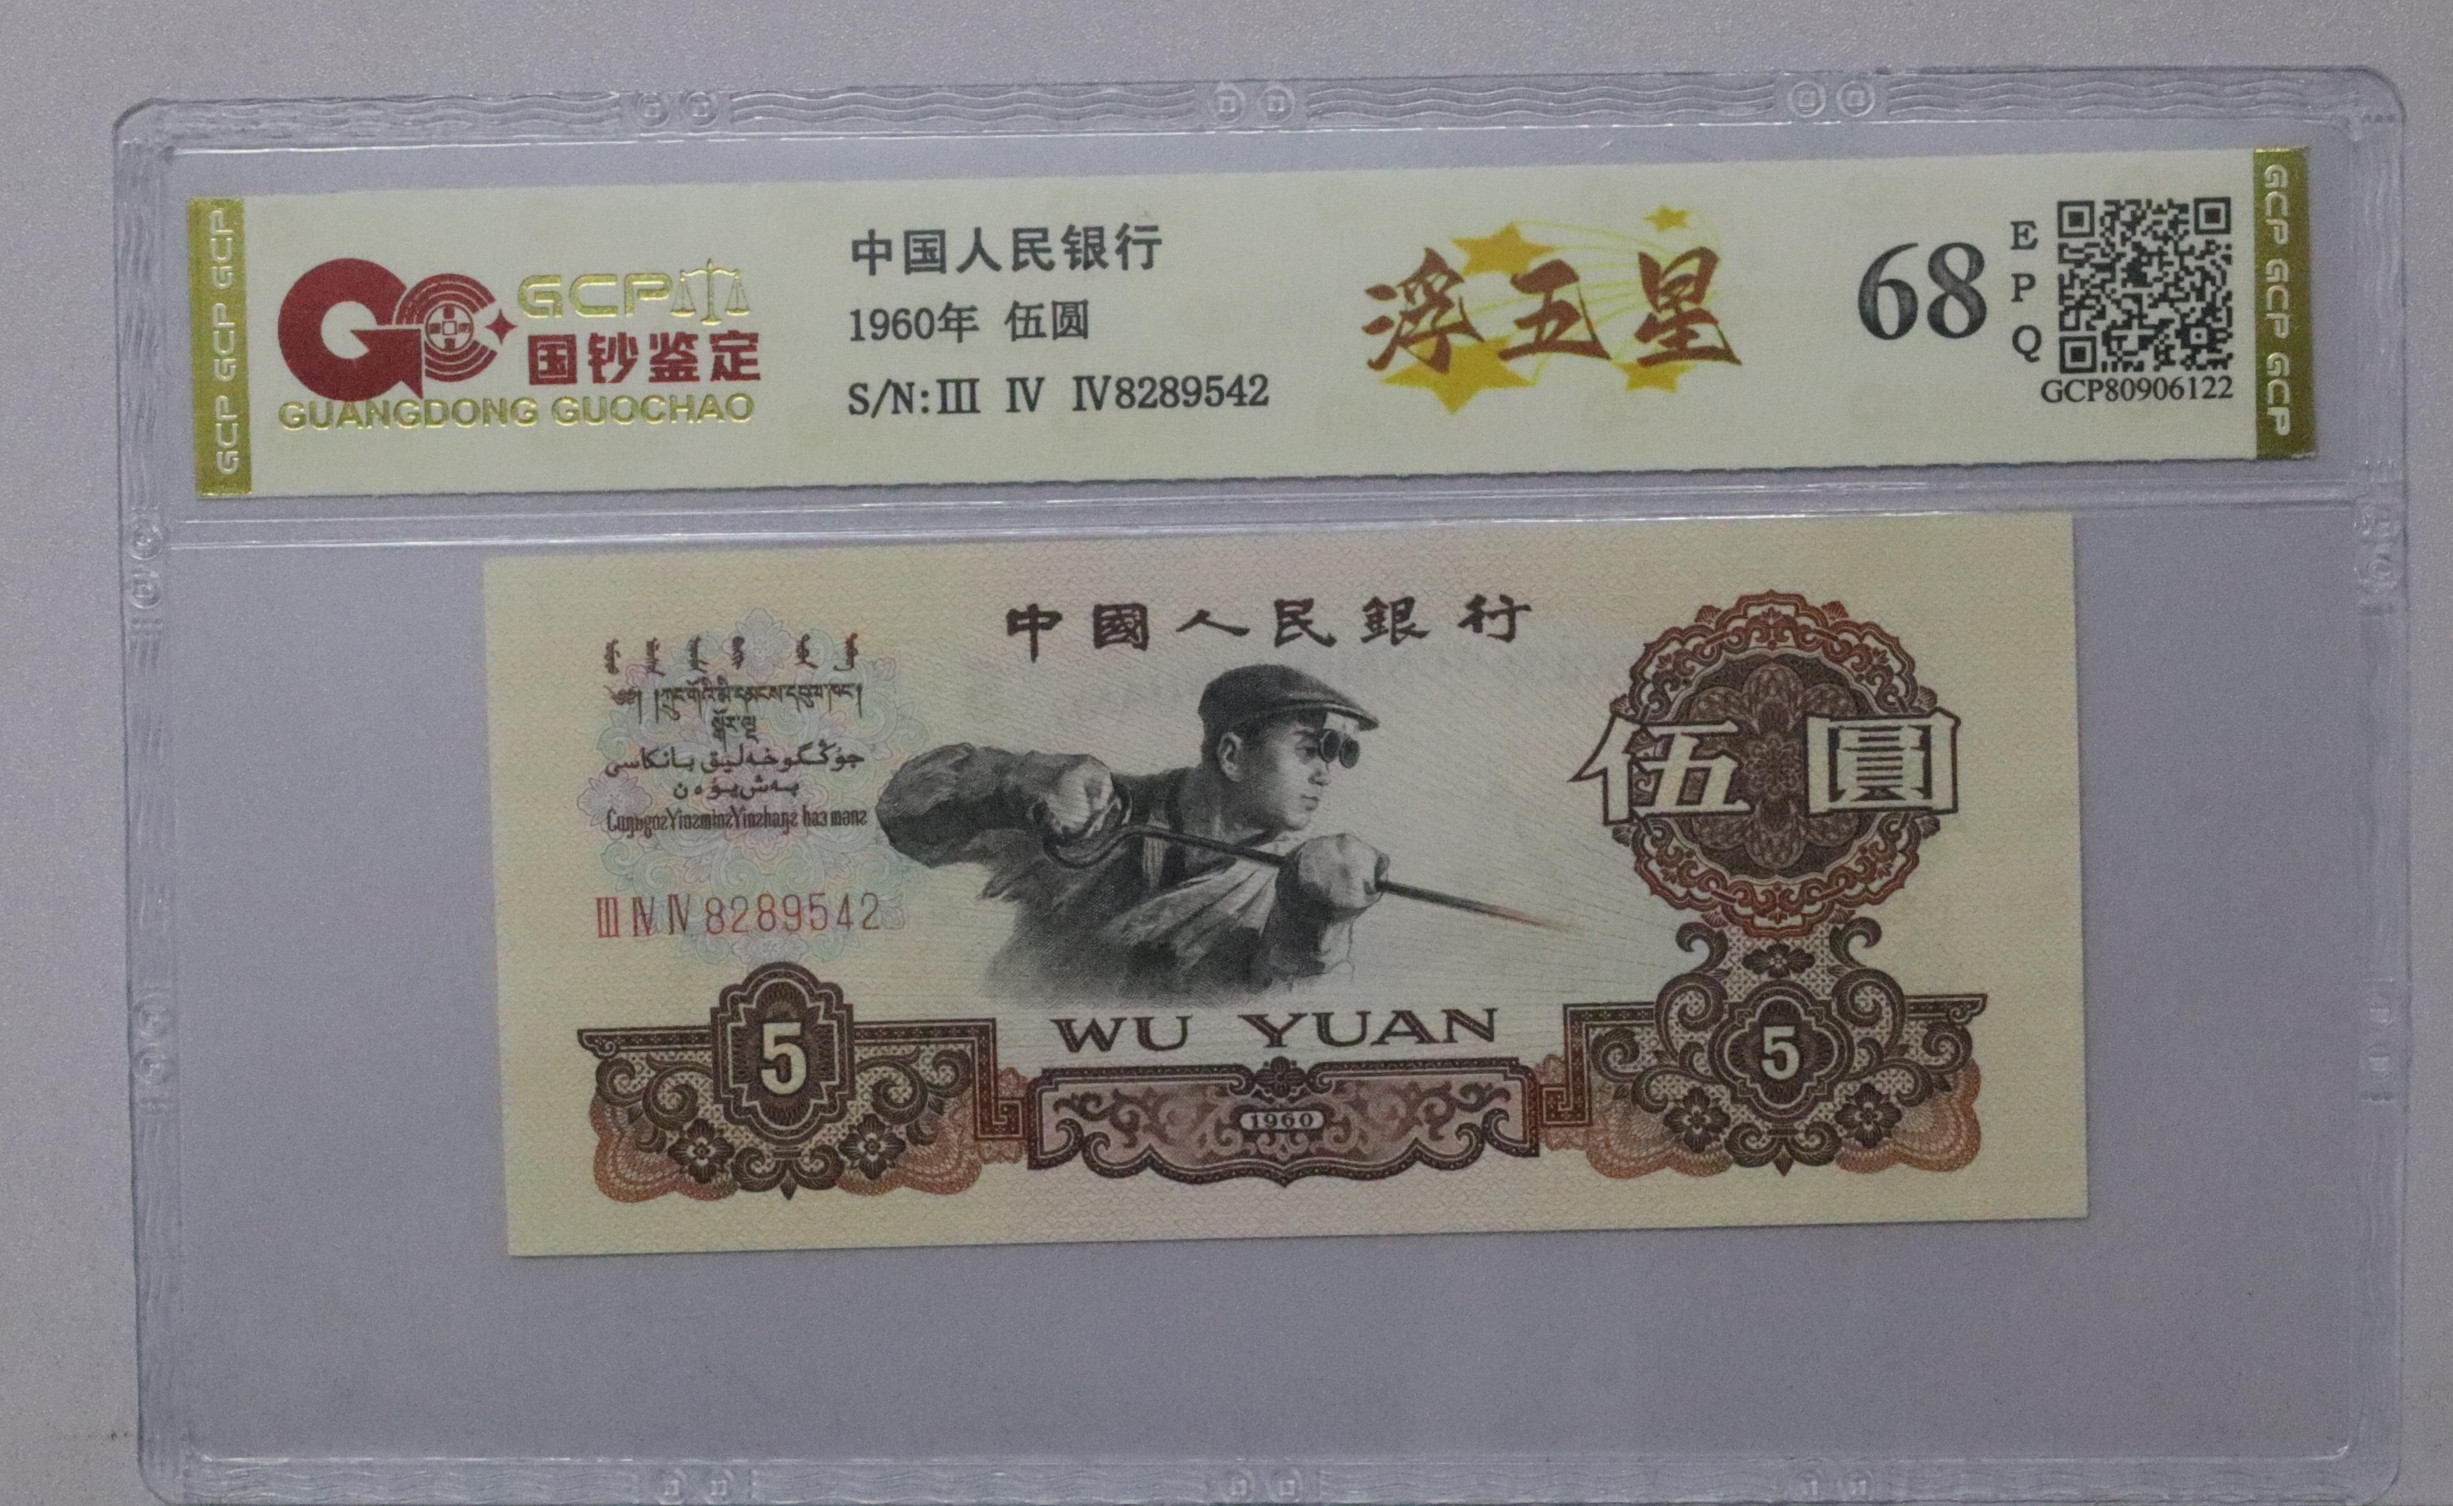 GCP GCP GCP
GCP
国钞鉴定
GUANGDONG GUOCHAO
中国人民银行
1960年 伍圆
S/N:Ⅲ Ⅳ Ⅳ8289542
浮五星
68
E
P
Q
GCP80906122
GCP GCP GCP
中國人民銀行
جۇڭگو خەلىق بانكاسى
بەش يۈەن
伍圓
Ⅲ Ⅳ Ⅳ 8289542
WU YUAN
5
5
1960